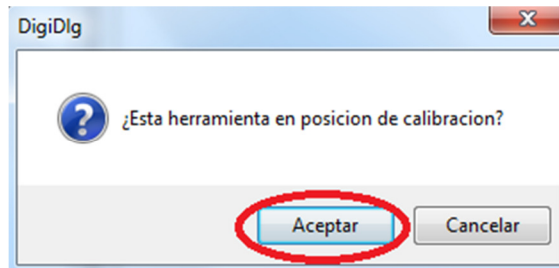 DigiDlg
¿Esta herramienta en posicion de calibracion?
Aceptar
Cancelar